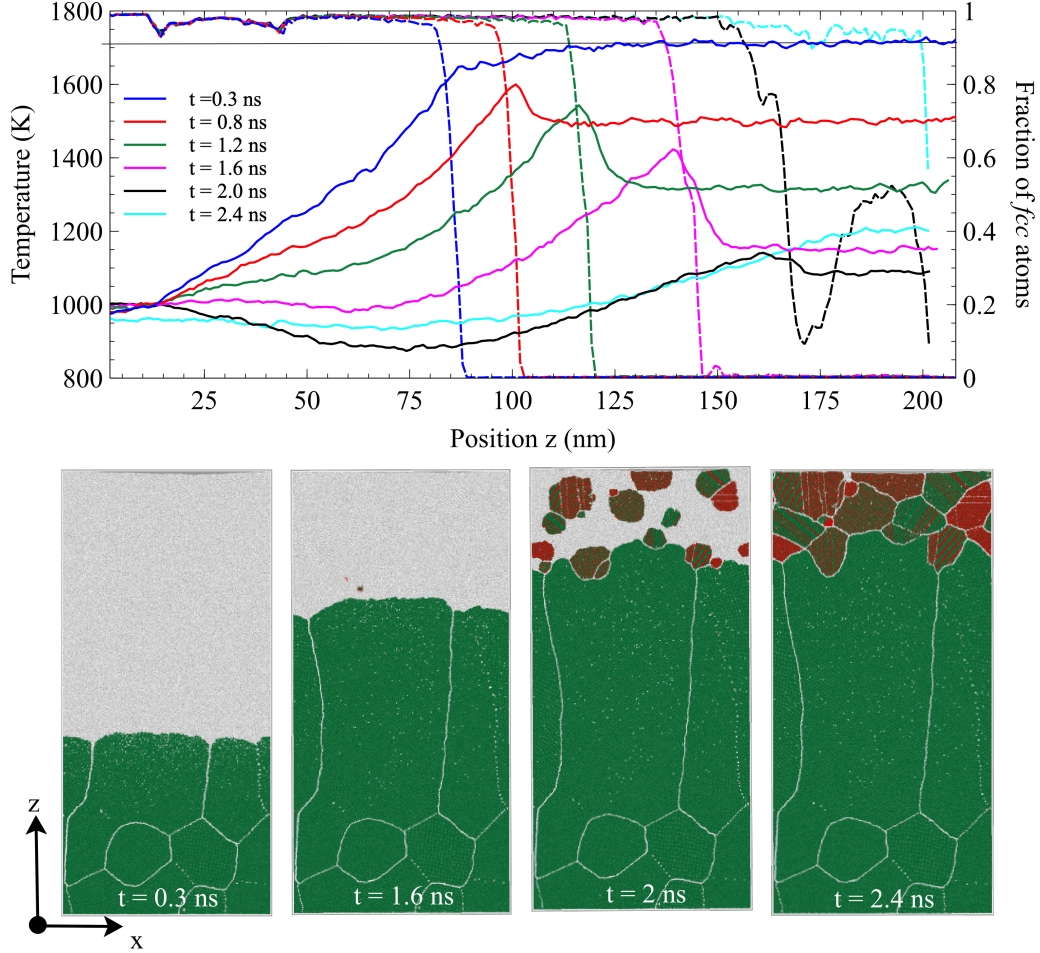 1800
1600
1400
1200
1000
800
Temperature (K)
1
0.8
0.6
0.4
0.2
0
Fraction of fcc atoms
t =0.3 ns
t = 0.8 ns
t = 1.2 ns
t = 1.6 ns
t = 2.0 ns
t = 2.4 ns
25 50 75 100 125 150 175 200
Position z (nm)
t = 0.3 ns t = 1.6 ns t = 2 ns t = 2.4 ns
z
x